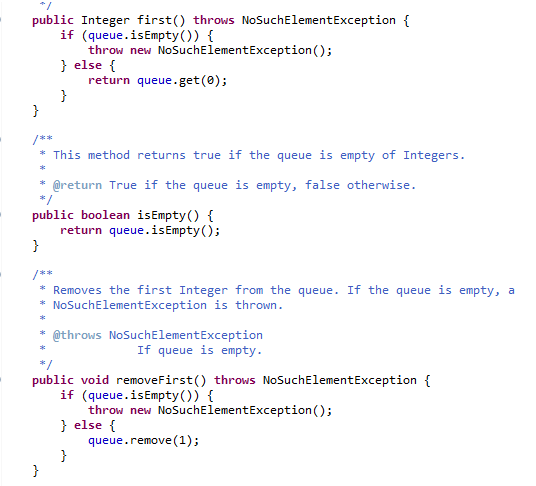 */
public Integer first() throws NoSuchElementException {
if (queue.isEmpty()) {
throw new NoSuchElementException();
} else {
return queue.get(0);
}
}
/**
* This method returns true if the queue is empty of Integers.
*
* @return True if the queue is empty, false otherwise.
*/
public boolean isEmpty() {
return queue.isEmpty();
}
/**
* Removes the first Integer from the queue. If the queue is empty, a
* NoSuchElementException is thrown.
*
* @throws NoSuchElementException
* If queue is empty.
*/
public void removeFirst() throws NoSuchElementException {
if (queue.isEmpty()) {
throw new NoSuchElementException();
} else {
queue.remove(1);
}
}